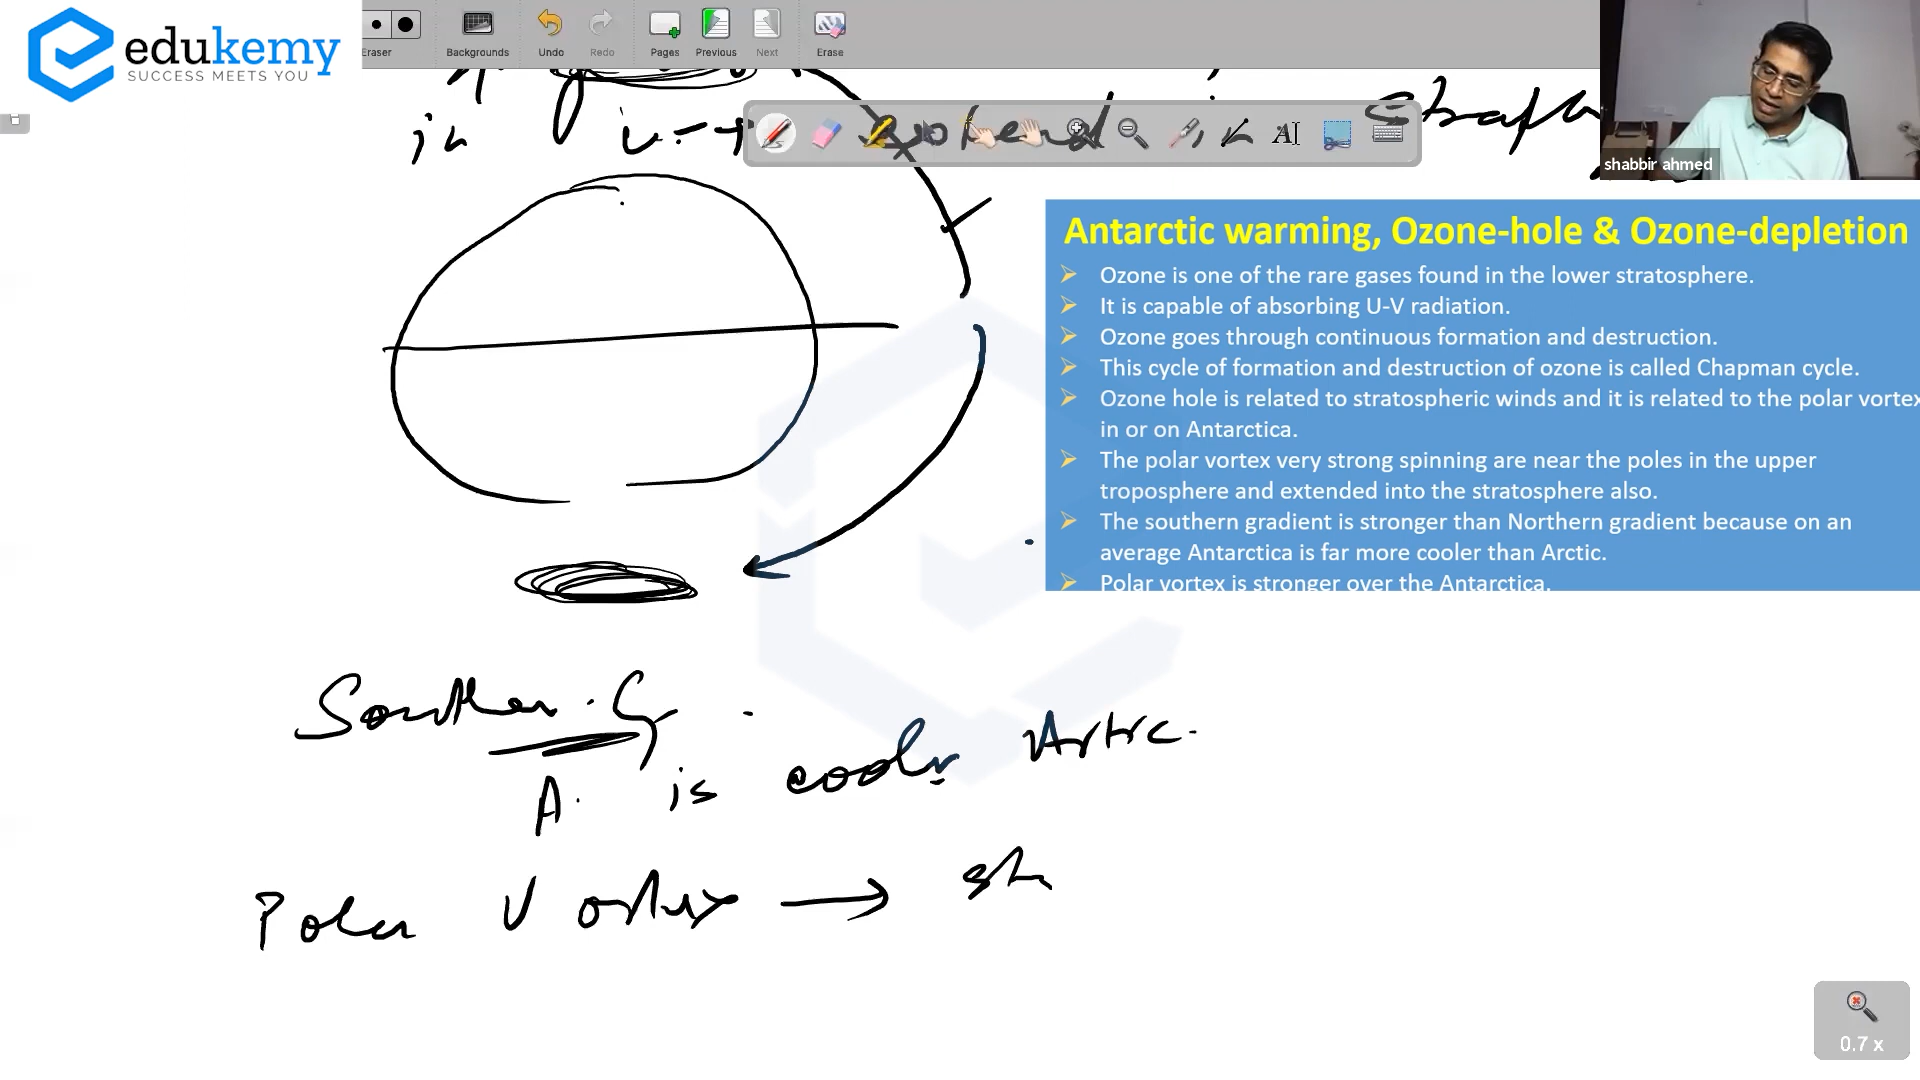 edukemy
SUCCESS MEETS YOU
Eraser
Backgrounds
Undo
Redo
Pages
Previous
Next
Erase
in u-t extend
shabbir ahmed
Antarctic warming, Ozone-hole & Ozone-depletion
Ozone is one of the rare gases found in the lower stratosphere.
It is capable of absorbing U-V radiation.
Ozone goes through continuous formation and destruction.
This cycle of formation and destruction of ozone is called Chapman cycle.
Ozone hole is related to stratospheric winds and it is related to the polar vortex
in or on Antarctica.
The polar vortex very strong spinning are near the poles in the upper
troposphere and extended into the stratosphere also.
The southern gradient is stronger than Northern gradient because on an
average Antarctica is far more cooler than Arctic.
Polar vortex is stronger over the Antarctica.
Southern . G
A. is cooler Artic.
Polar Vortex → st
0.7 x